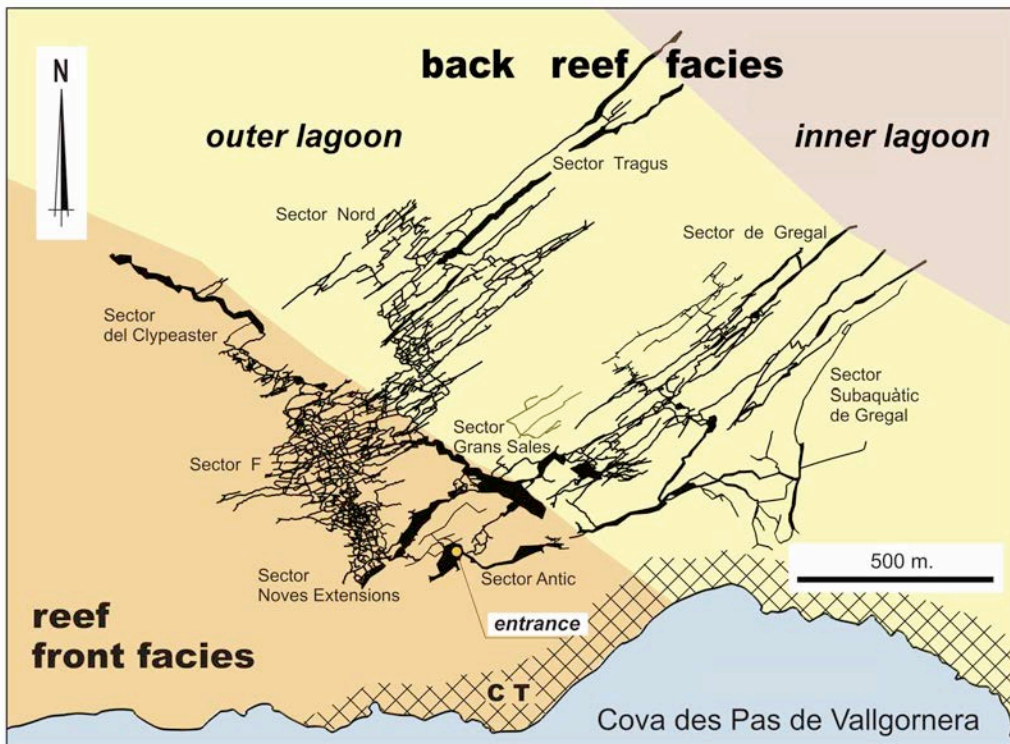 N
back reef facies
outer lagoon
inner lagoon
Sector Tragus
Sector Nord
Sector de Gregal
Sector
del Clypeaster
Sector
Subaquàtic
de Gregal
Sector
Grans Sales
Sector F
500 m.
Sector
Noves Extensions
Sector Antic
entrance
reef
front facies
C T
Cova des Pas de Vallgornera